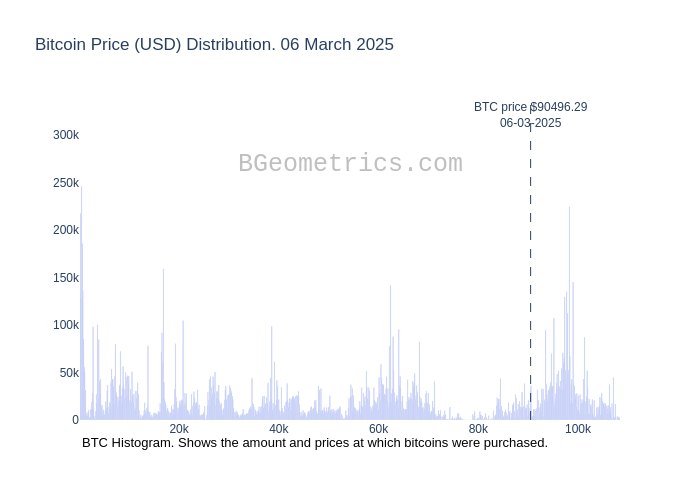 Bitcoin Price (USD) Distribution. 06 March 2025
BTC price $90496.29
06-03-2025
300k
BGeometrics.com
250k
200k
150k
100k
50k
0
20k 40k 60k 80k 100k
BTC Histogram. Shows the amount and prices at which bitcoins were purchased.